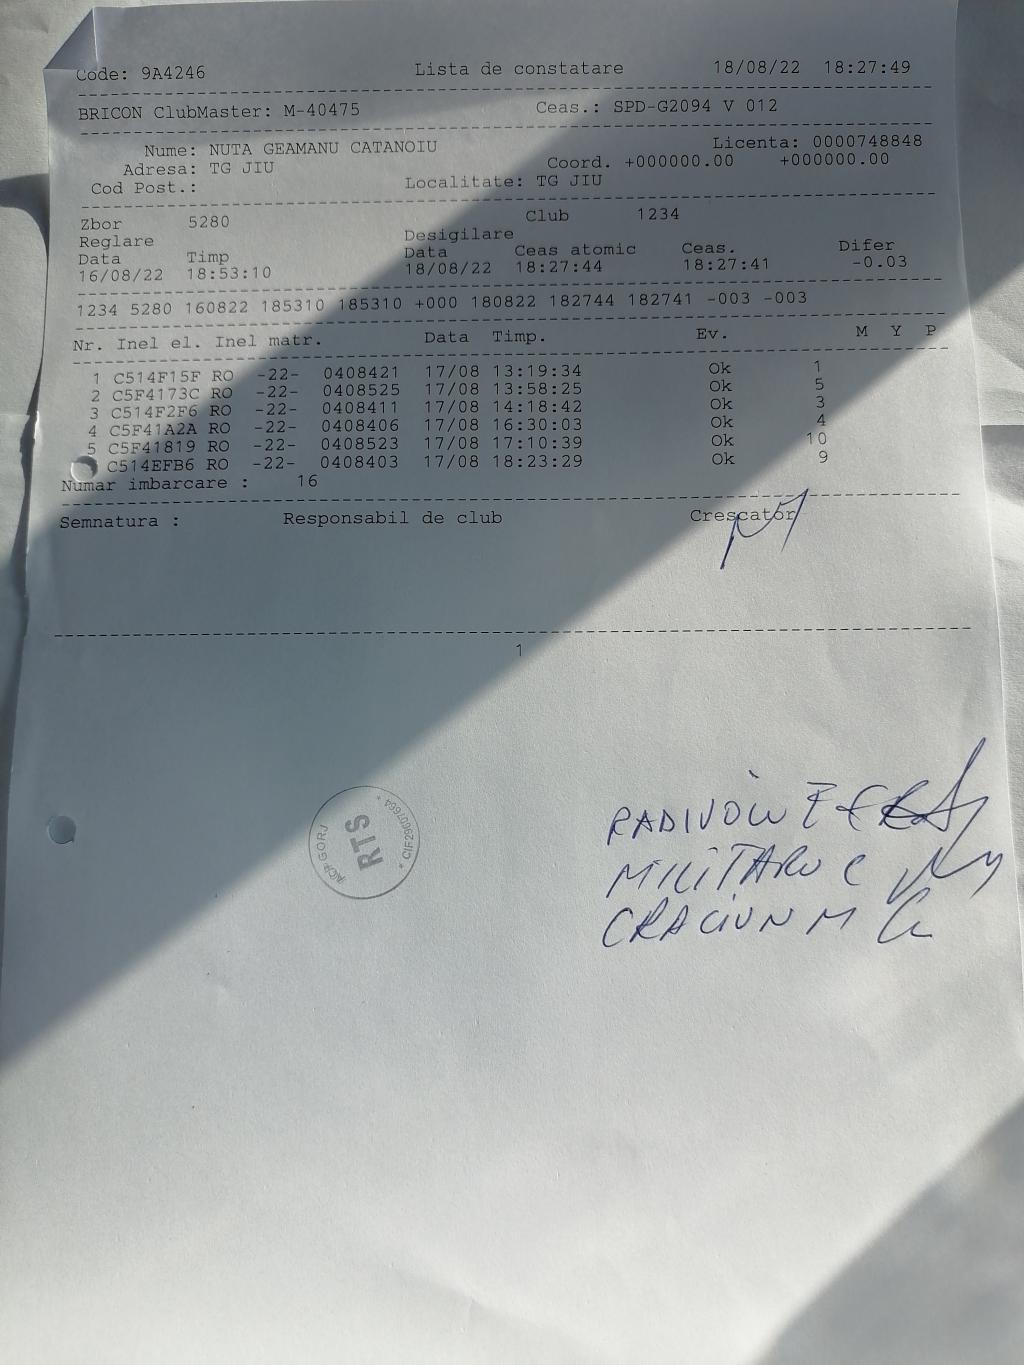 Code: 9A4246 Lista de constatare 18/08/22 18:27:49
BRICON ClubMaster: M-40475 Ceas.: SPD-G2094 V 012
Nume: NUTA GEAMANU CATANOIU Licenta: 0000748848
Adresa: TG JIU Coord. +000000.00 +000000.00
Cod Post.: Localitate: TG JIU
Zbor 5280 Club 1234
Reglare Desigilare
Data Timp Data Ceas atomic Ceas. Difer
16/08/22 18:53:10 18/08/22 18:27:44 18:27:41 -0.03
1234 5280 160822 185310 185310 +000 180822 182744 182741 -003 -003
Nr. Inel el. Inel matr. Data Timp. Ev. M Y P
1 C514F15F RO -22- 0408421 17/08 13:19:34 Ok 1
2 C5F4173C RO -22- 0408525 17/08 13:58:25 Ok 5
3 C514F2F6 RO -22- 0408411 17/08 14:18:42 Ok 3
4 C5F41A2A RO -22- 0408406 17/08 16:30:03 Ok 4
5 C5F41819 RO -22- 0408523 17/08 17:10:39 Ok 10
C514EFB6 RO -22- 0408403 17/08 18:23:29 Ok 9
Numar imbarcare : 16
Semnatura : Responsabil de club Crescator
1
RTS
* CIF29607664 *
GORJ
MILITARU C
CRACIUN M